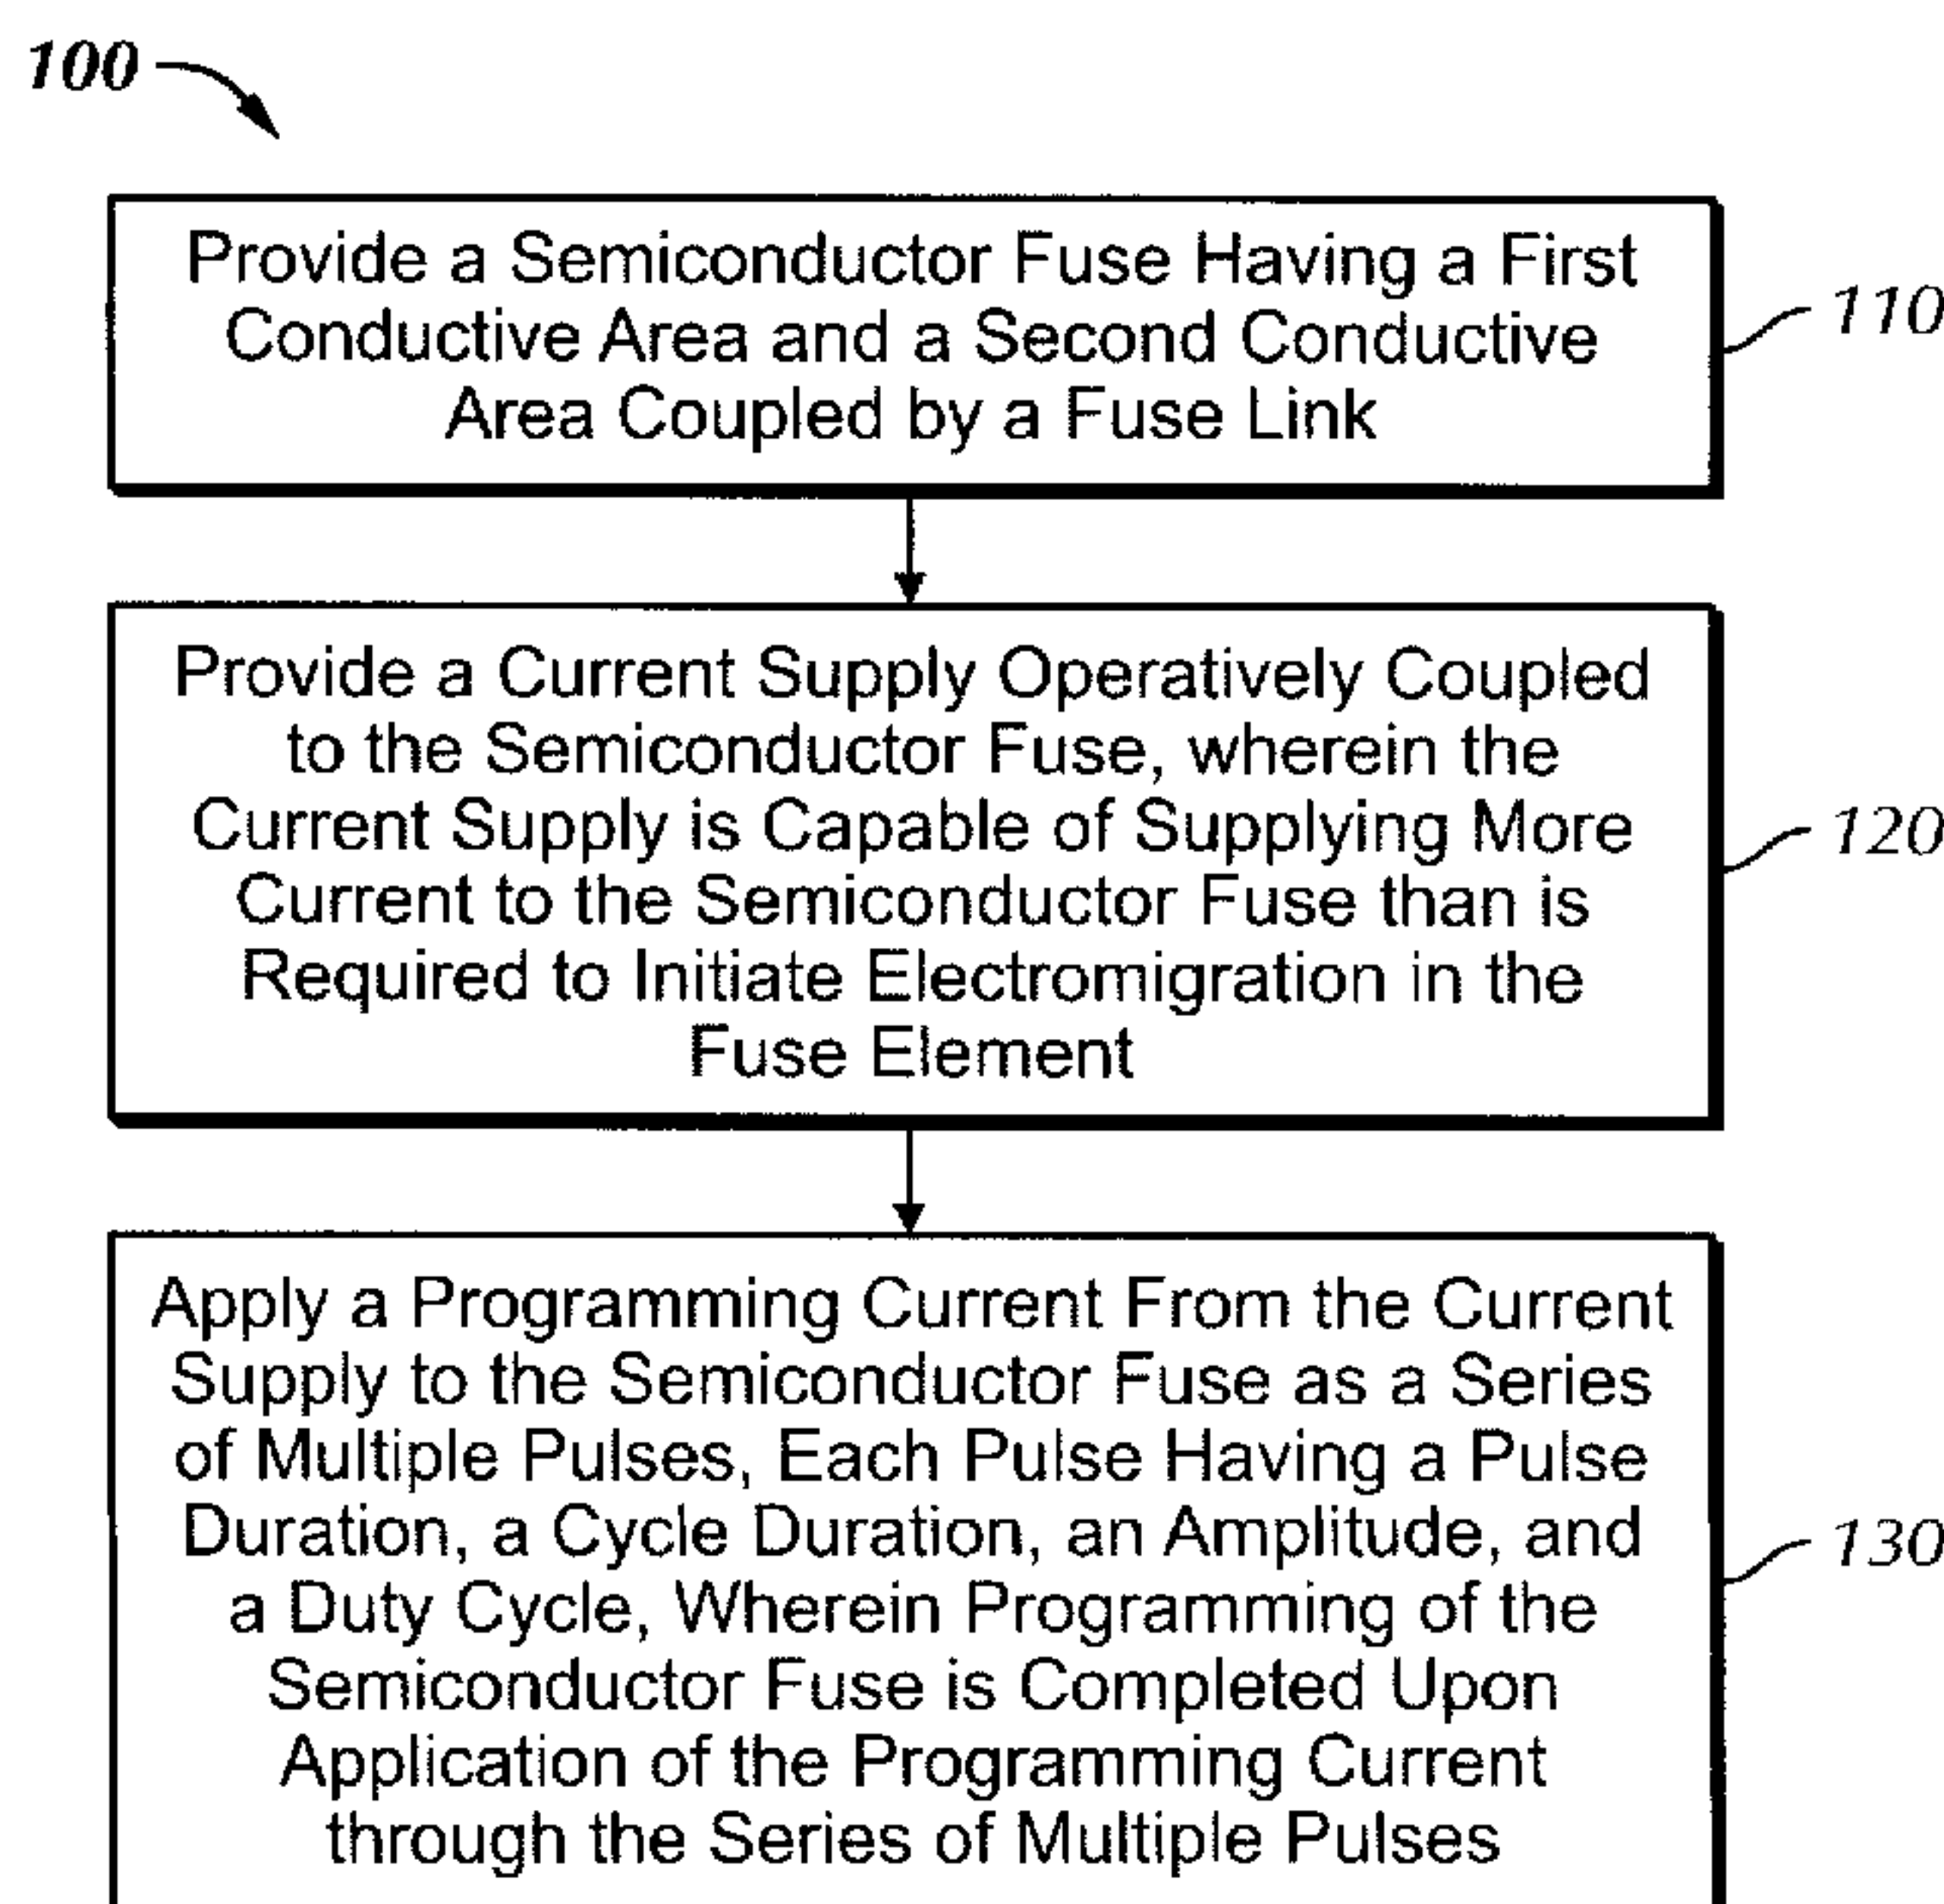 100
Provide a Semiconductor Fuse Having a First
Conductive Area and a Second Conductive
Area Coupled by a Fuse Link
110
Provide a Current Supply Operatively Coupled
to the Semiconductor Fuse, wherein the
Current Supply is Capable of Supplying More
Current to the Semiconductor Fuse than is
Required to Initiate Electromigration in the
Fuse Element
120
Apply a Programming Current From the Current
Supply to the Semiconductor Fuse as a Series
of Multiple Pulses, Each Pulse Having a Pulse
Duration, a Cycle Duration, an Amplitude, and
a Duty Cycle, Wherein Programming of the
Semiconductor Fuse is Completed Upon
Application of the Programming Current
through the Series of Multiple Pulses
130